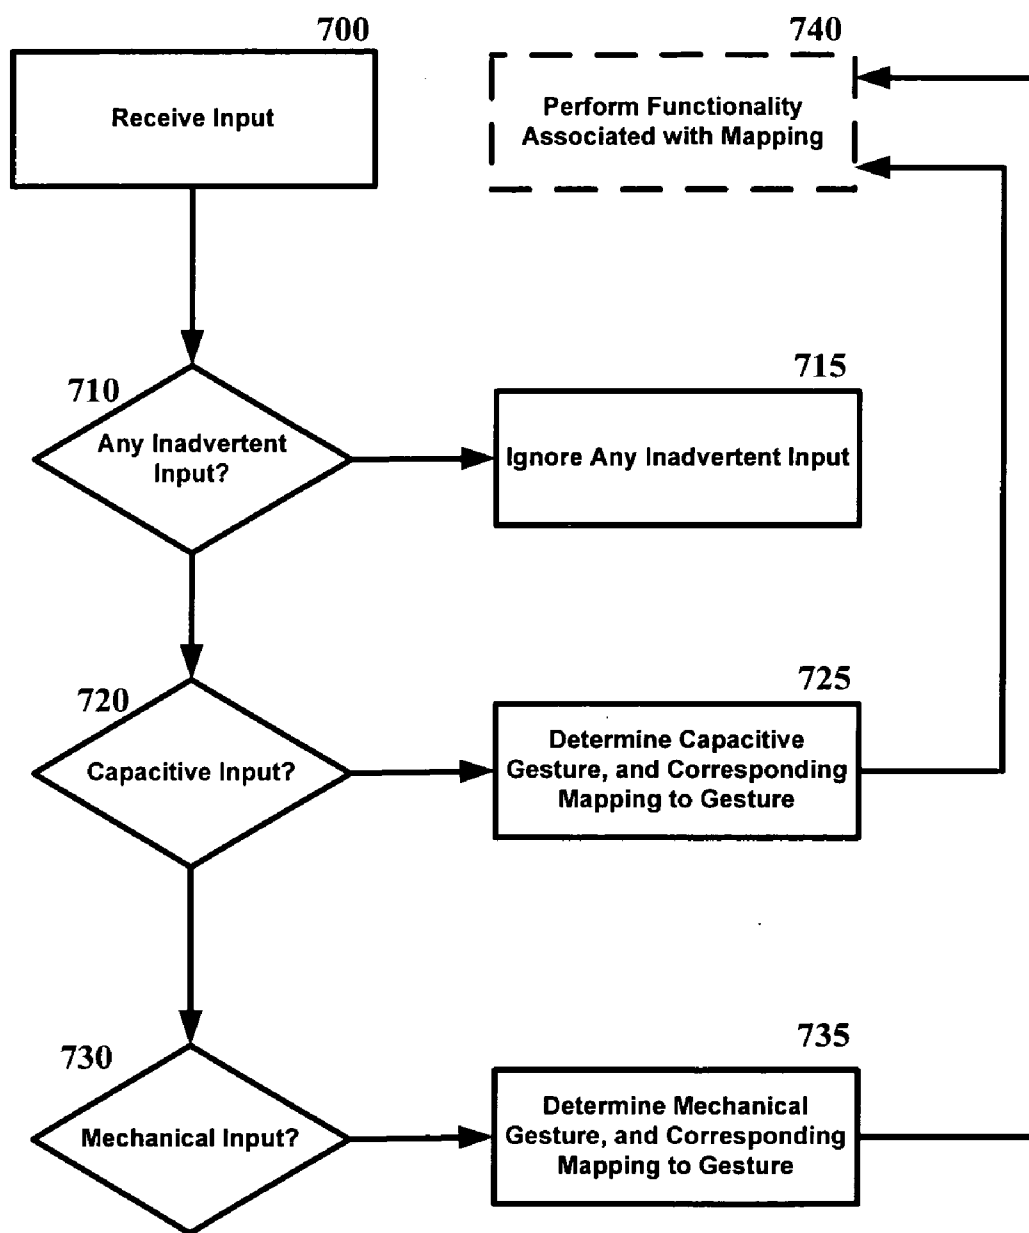 700
Receive Input
740
Perform Functionality
Associated with Mapping
710
Any Inadvertent
Input?
715
Ignore Any Inadvertent Input
720
Capacitive Input?
725
Determine Capacitive
Gesture, and Corresponding
Mapping to Gesture
730
Mechanical Input?
735
Determine Mechanical
Gesture, and Corresponding
Mapping to Gesture